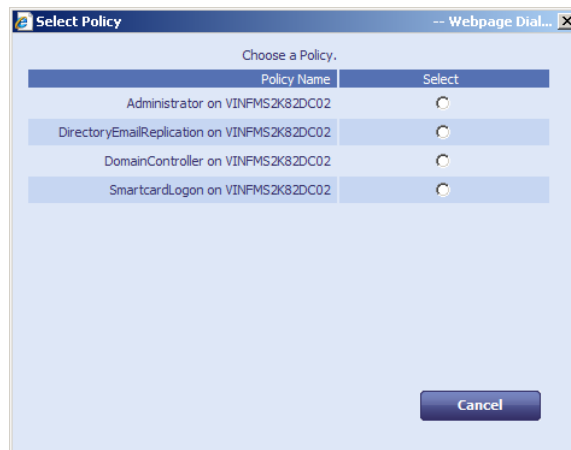 Select Policy -- Webpage Dial...
Choose a Policy.
Policy Name Select
Administrator on VINFMS2K82DC02
DirectoryEmailReplication on VINFMS2K82DC02
DomainController on VINFMS2K82DC02
SmartcardLogon on VINFMS2K82DC02
Cancel